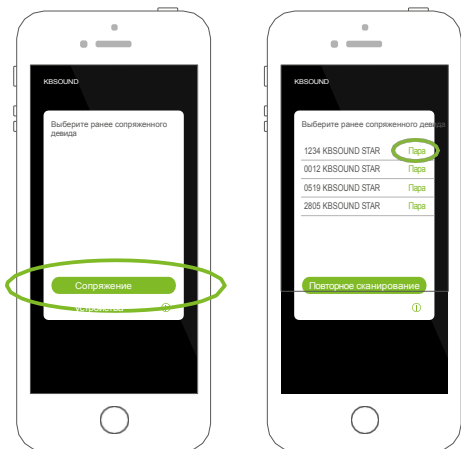 KBSOUND
Выберите ранее сопряженного
девида
Сопряжение
устройства
KBSOUND
Выберите ранее сопряженного девида
1234 KBSOUND STAR Пара
0012 KBSOUND STAR Пара
0519 KBSOUND STAR Пара
2805 KBSOUND STAR Пара
Повторное сканирование